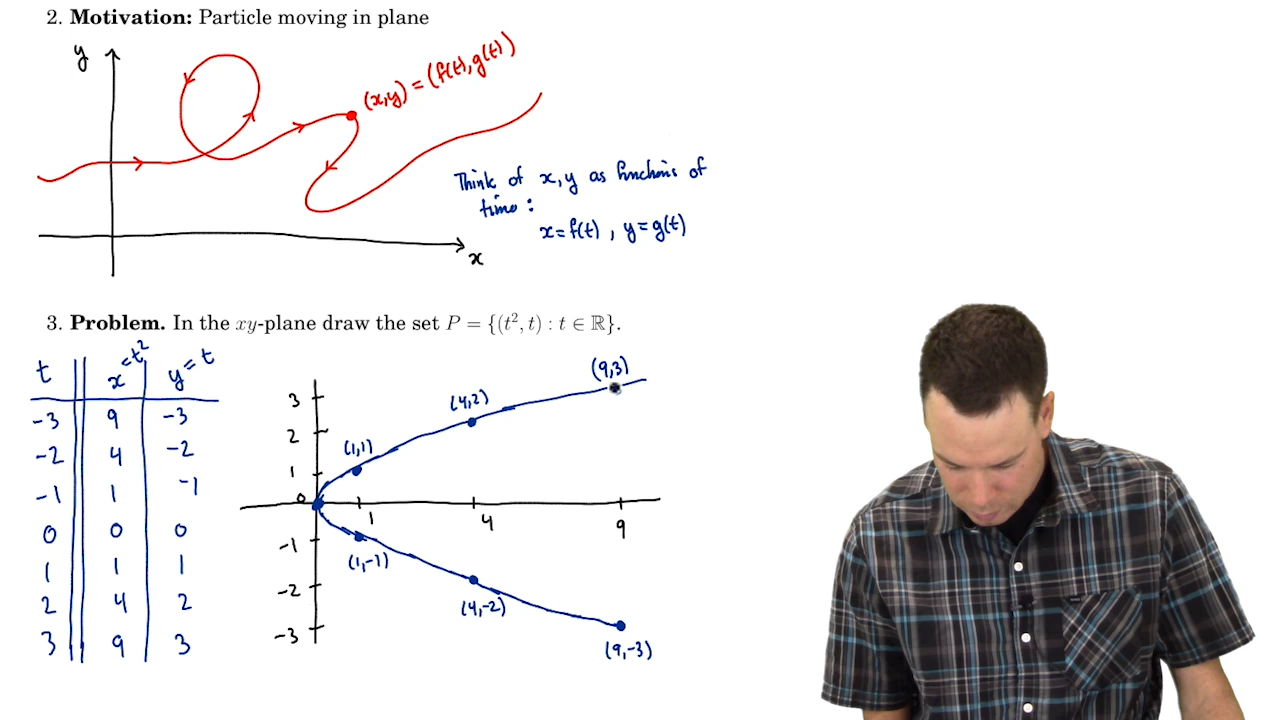 2. Motivation: Particle moving in plane
y
(x,y) = (f(t), g(t))
Think of x, y as functions of
time :
x = f(t) , y = g(t)
x
3. Problem. In the xy-plane draw the set P = {(t², t) : t ∈ ℝ}.
t x = t² y = t
-3 9 -3
-2 4 -2
-1 1 -1
0 0 0
1 1 1
2 4 2
3 9 3
(9,3)
3
(4,2)
2
(1,1)
1
0
1 4 9
-1
(1,-1)
-2
(4,-2)
-3
(9,-3)